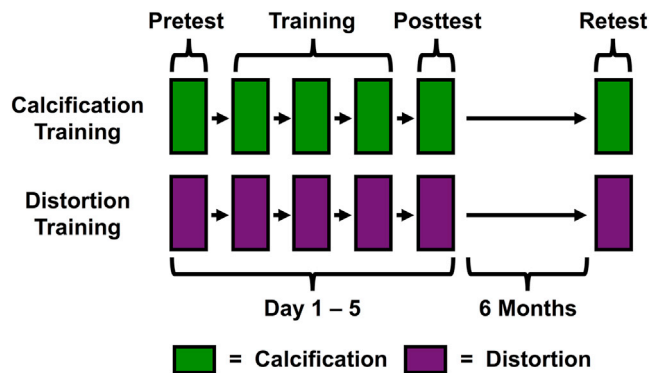 Pretest Training Posttest Retest
Calcification
Training
Distortion
Training
Day 1 – 5 6 Months
= Calcification = Distortion